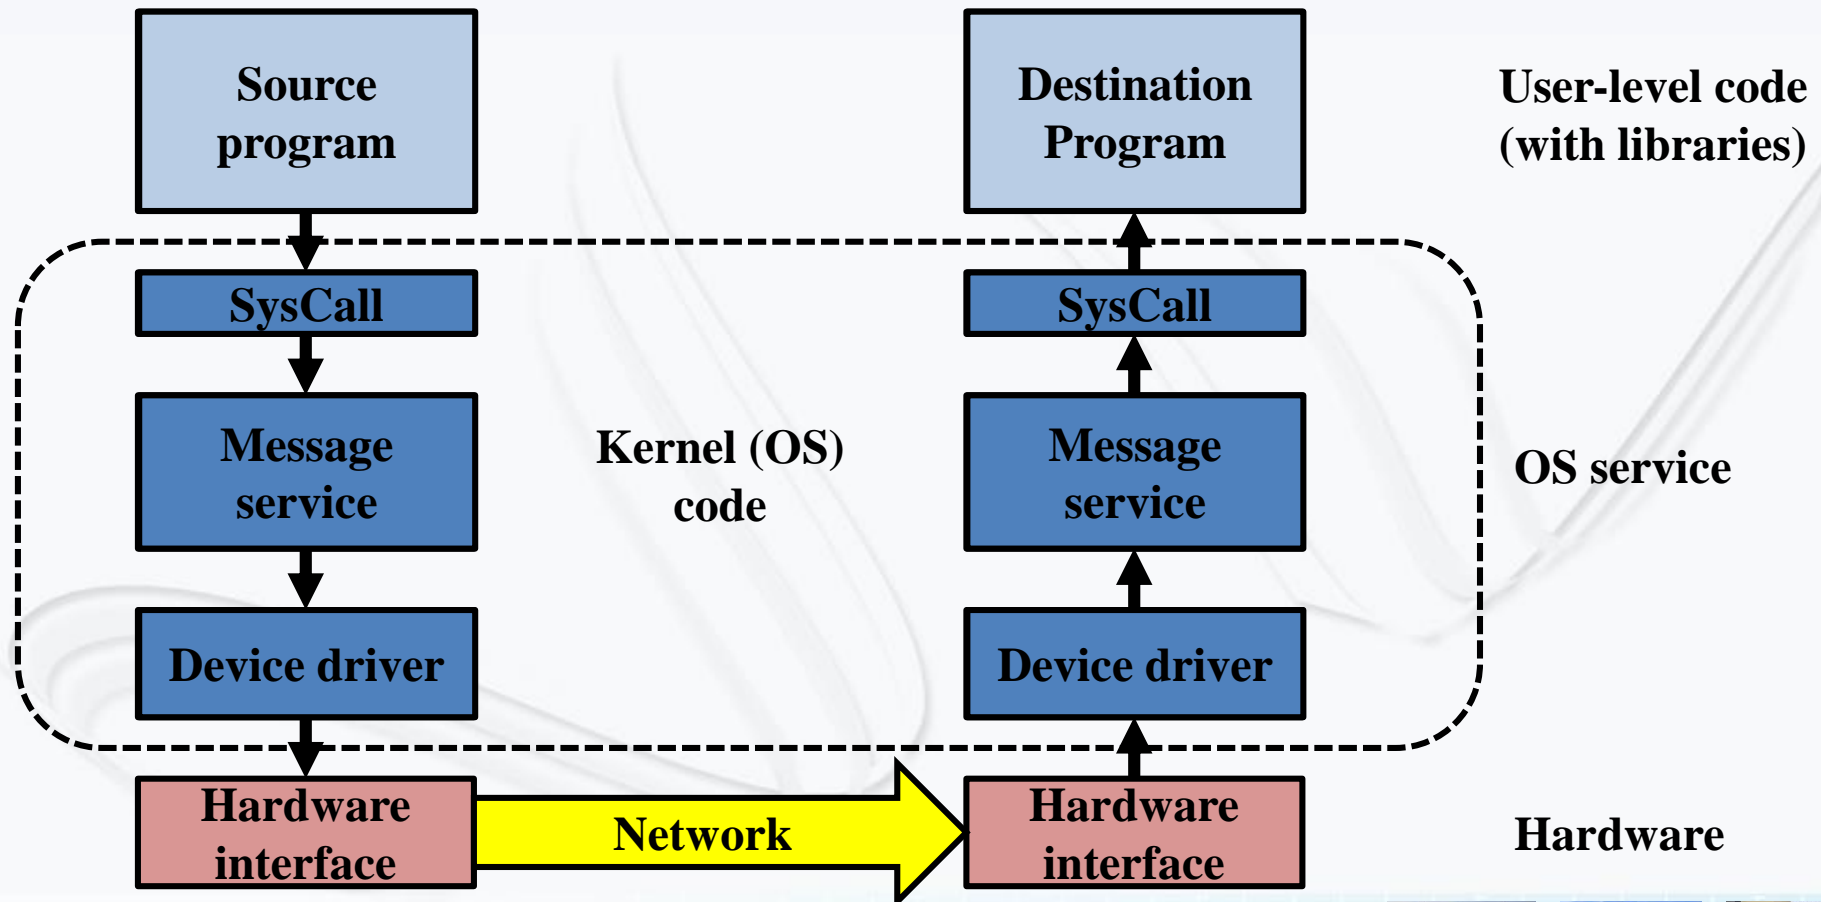 Source
program
Destination
Program
User-level code
(with libraries)
SysCall
SysCall
Message
service
Kernel (OS)
code
Message
service
OS service
Device driver
Device driver
Hardware
interface
Network
Hardware
interface
Hardware